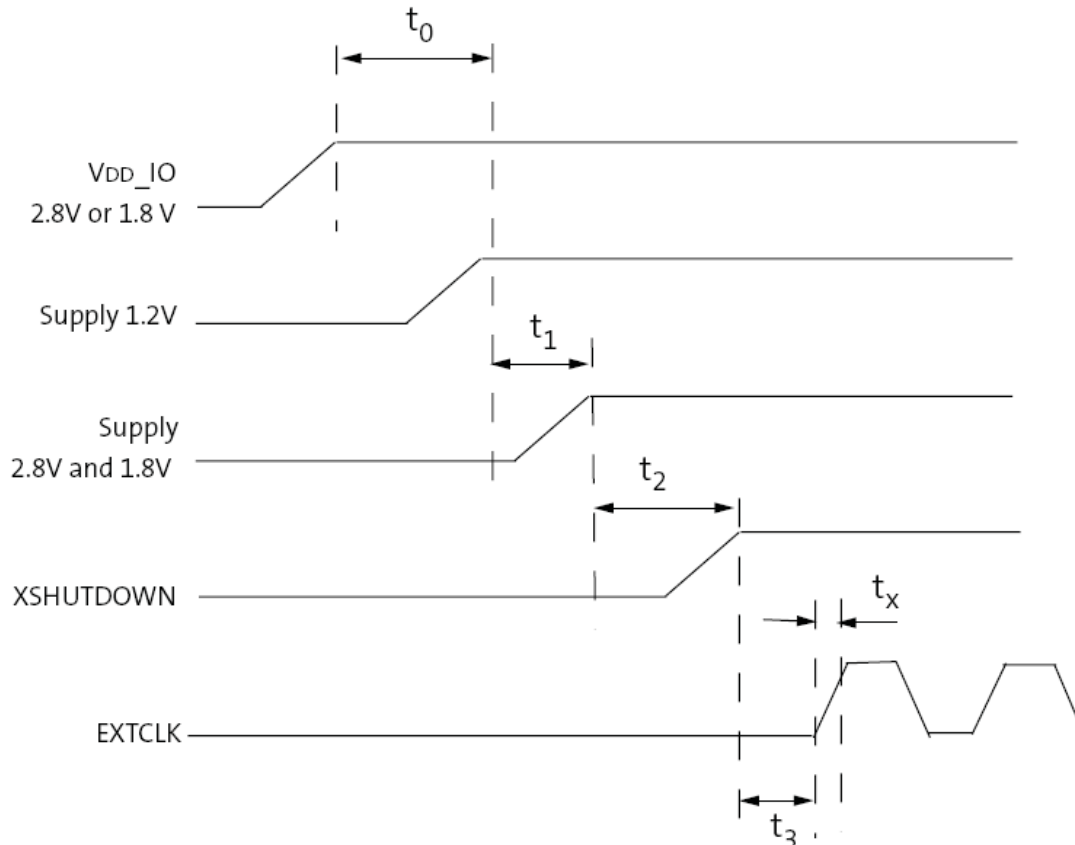 t0
VDD_IO
2.8V or 1.8 V
Supply 1.2V
t1
Supply
2.8V and 1.8V
t2
XSHUTDOWN
tx
EXTCLK
t3